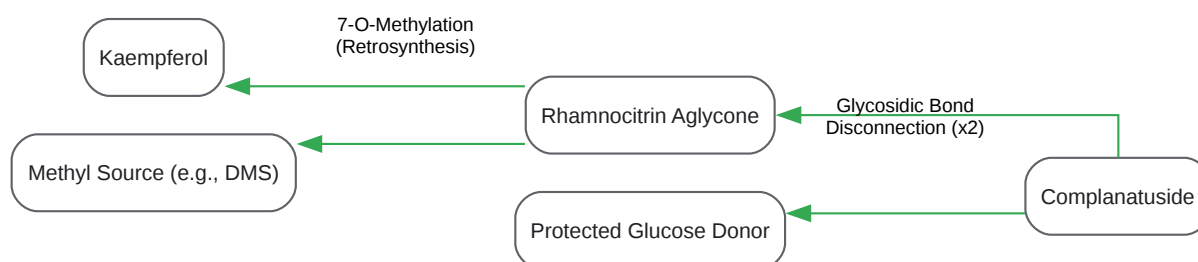 7-O-Methylation
(Retrosynthesis)
Kaempferol
Rhamnocitrin Aglycone
Glycosidic Bond
Disconnection (x2)
Methyl Source (e.g., DMS)
Complanatuside
Protected Glucose Donor